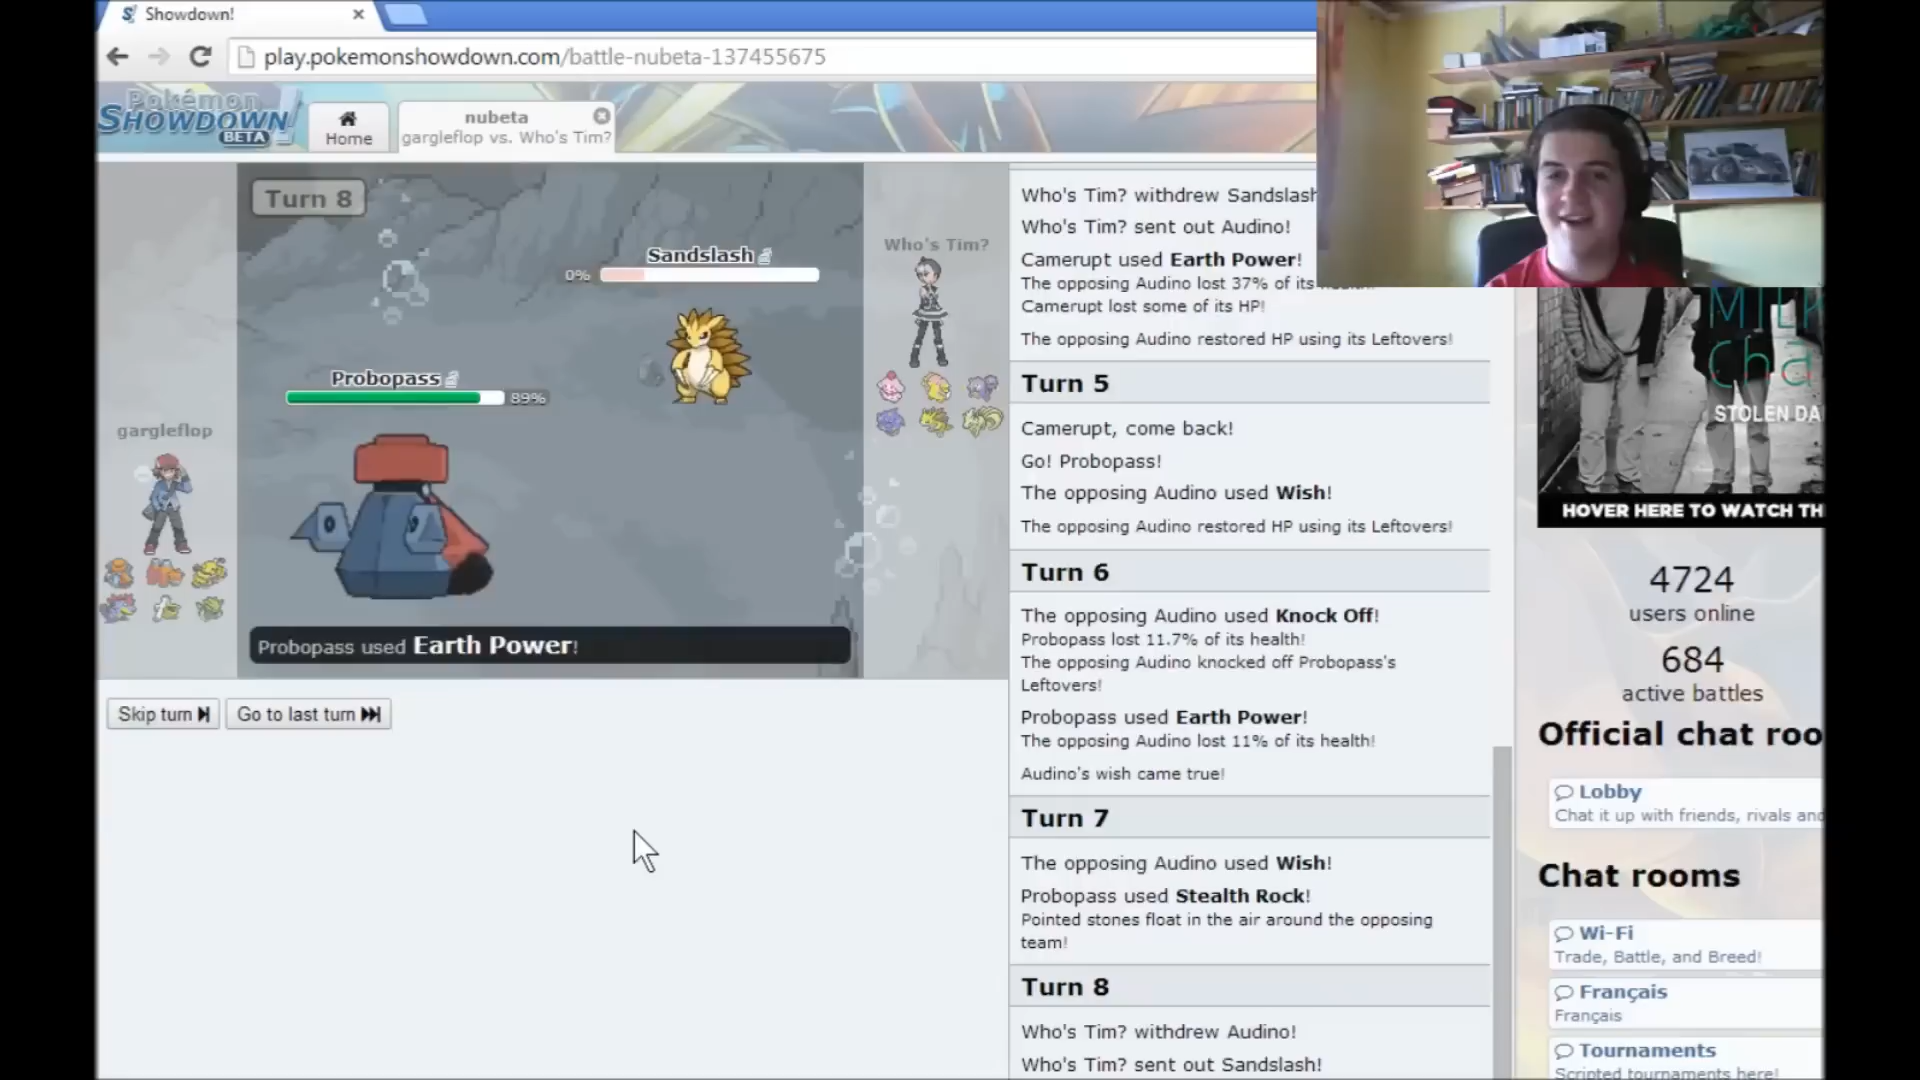 Showdown!
play.pokemonshowdown.com/battle-nubeta-137455675
Pokémon
SHOWDOWN!
BETA
Home
nubeta
gargleflop vs. Who's Tim?
Turn 8
Sandslash
0%
Who's Tim?
Probopass
89%
gargleflop
Probopass used Earth Power!
Skip turn
Go to last turn
Who's Tim? withdrew Sandslash
Who's Tim? sent out Audino!
Camerupt used Earth Power!
The opposing Audino lost 37% of its health!
Camerupt lost some of its HP!
The opposing Audino restored HP using its Leftovers!
Turn 5
Camerupt, come back!
Go! Probopass!
The opposing Audino used Wish!
The opposing Audino restored HP using its Leftovers!
Turn 6
The opposing Audino used Knock Off!
Probopass lost 11.7% of its health!
The opposing Audino knocked off Probopass's
Leftovers!
Probopass used Earth Power!
The opposing Audino lost 11% of its health!
Audino's wish came true!
Turn 7
The opposing Audino used Wish!
Probopass used Stealth Rock!
Pointed stones float in the air around the opposing
team!
Turn 8
Who's Tim? withdrew Audino!
Who's Tim? sent out Sandslash!
MILK
Cha
STOLEN DA
HOVER HERE TO WATCH TH
4724
users online
684
active battles
Official chat roo
Lobby
Chat it up with friends, rivals and
Chat rooms
Wi-Fi
Trade, Battle, and Breed!
Français
Français
Tournaments
Scripted tournaments here!